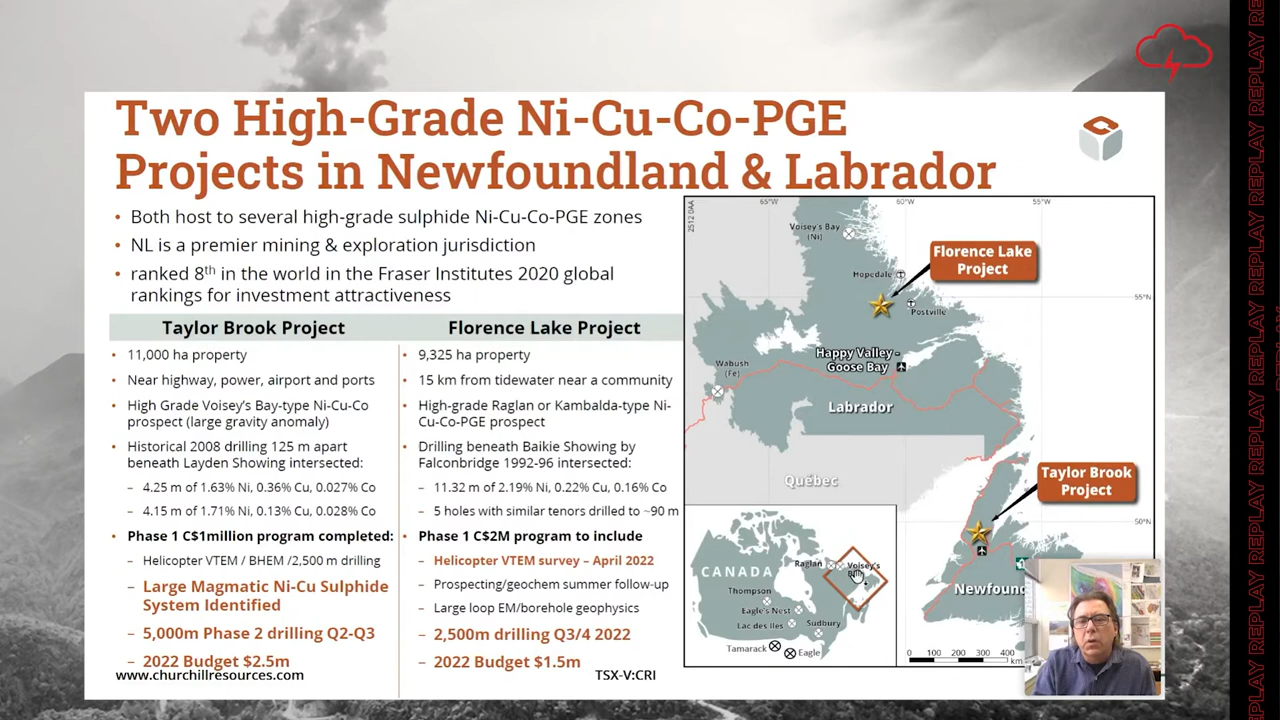 Two High-Grade Ni-Cu-Co-PGE
Projects in Newfoundland & Labrador
• Both host to several high-grade sulphide Ni-Cu-Co-PGE zones
• NL is a premier mining & exploration jurisdiction
• ranked 8th in the world in the Fraser Institutes 2020 global
rankings for investment attractiveness
Taylor Brook Project
• 11,000 ha property
• Near highway, power, airport and ports
• High Grade Voisey's Bay-type Ni-Cu-Co
prospect (large gravity anomaly)
• Historical 2008 drilling 125 m apart
beneath Layden Showing intersected:
– 4.25 m of 1.63% Ni, 0.36% Cu, 0.027% Co
– 4.15 m of 1.71% Ni, 0.13% Cu, 0.028% Co
• Phase 1 C$1million program completed:
– Helicopter VTEM / BHEM /2,500 m drilling
– Large Magmatic Ni-Cu Sulphide
System Identified
– 5,000m Phase 2 drilling Q2-Q3
– 2022 Budget $2.5m
Florence Lake Project
• 9,325 ha property
• 15 km from tidewater near a community
• High-grade Raglan or Kambalda-type Ni-
Cu-Co-PGE prospect
• Drilling beneath Baikie Showing by
Falconbridge 1992-96 intersected:
– 11.32 m of 2.19% Ni, 0.22% Cu, 0.16% Co
– 5 holes with similar tenors drilled to ~90 m
• Phase 1 C$2M program to include
– Helicopter VTEM survey – April 2022
– Prospecting/geochem summer follow-up
– Large loop EM/borehole geophysics
– 2,500m drilling Q3/4 2022
– 2022 Budget $1.5m
www.churchillresources.com
TSX-V:CRI
65°W
60°W
55°W
2512 0AA
Voisey's Bay
(Ni)
Florence Lake
Project
Hopedale
55°N
Postville
Wabush
(Fe)
Happy Valley -
Goose Bay
Labrador
Québec
Taylor Brook
Project
50°N
Newfound
CANADA
Raglan
Voisey's
Thompson
Eagle's Nest
Lac des Iles
Sudbury
Tamarack
Eagle
0 100 200 300 400
km
REPLAY REPLAY REPLAY REPLAY REPLAY REPLAY